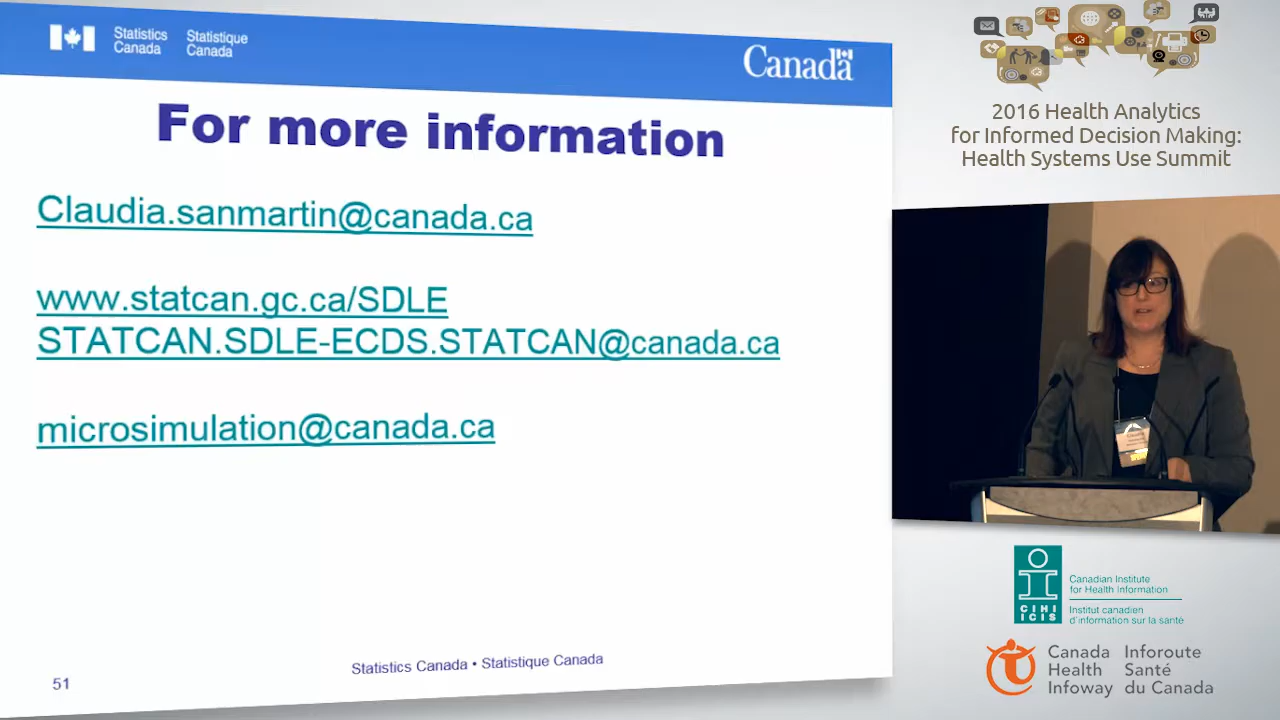 Statistics
Canada
Statistique
Canada
Canada
For more information
Claudia.sanmartin@canada.ca
www.statcan.gc.ca/SDLE
STATCAN.SDLE-ECDS.STATCAN@canada.ca
microsimulation@canada.ca
Statistics Canada • Statistique Canada
51
2016 Health Analytics
for Informed Decision Making:
Health Systems Use Summit
CIHI
ICIS
Canadian Institute
for Health Information
Institut canadien
d'information sur la santé
Canada
Health
Infoway
Inforoute
Santé
du Canada